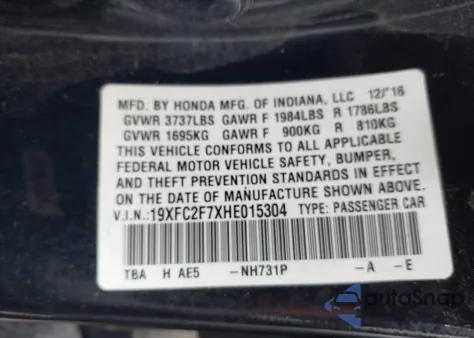 MFD. BY HONDA MFG. OF INDIANA, LLC 12/16
GVWR 3737LBS GAWR F 1984LBS R 1786LBS
GVWR 1695KG GAWR F 900KG R 810KG
THIS VEHICLE CONFORMS TO ALL APPLICABLE
FEDERAL MOTOR VEHICLE SAFETY, BUMPER,
AND THEFT PREVENTION STANDARDS IN EFFECT
ON THE DATE OF MANUFACTURE SHOWN ABOVE.
V.I.N.:19XFC2F7XHE015304 TYPE: PASSENGER CAR
TBA H AE5 -NH731P -A -E
autoSnap